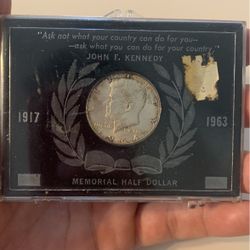 "Ask not what your country can do for you--
--ask what you can do for your country."
JOHN F. KENNEDY
1917
1963
MEMORIAL HALF DOLLAR